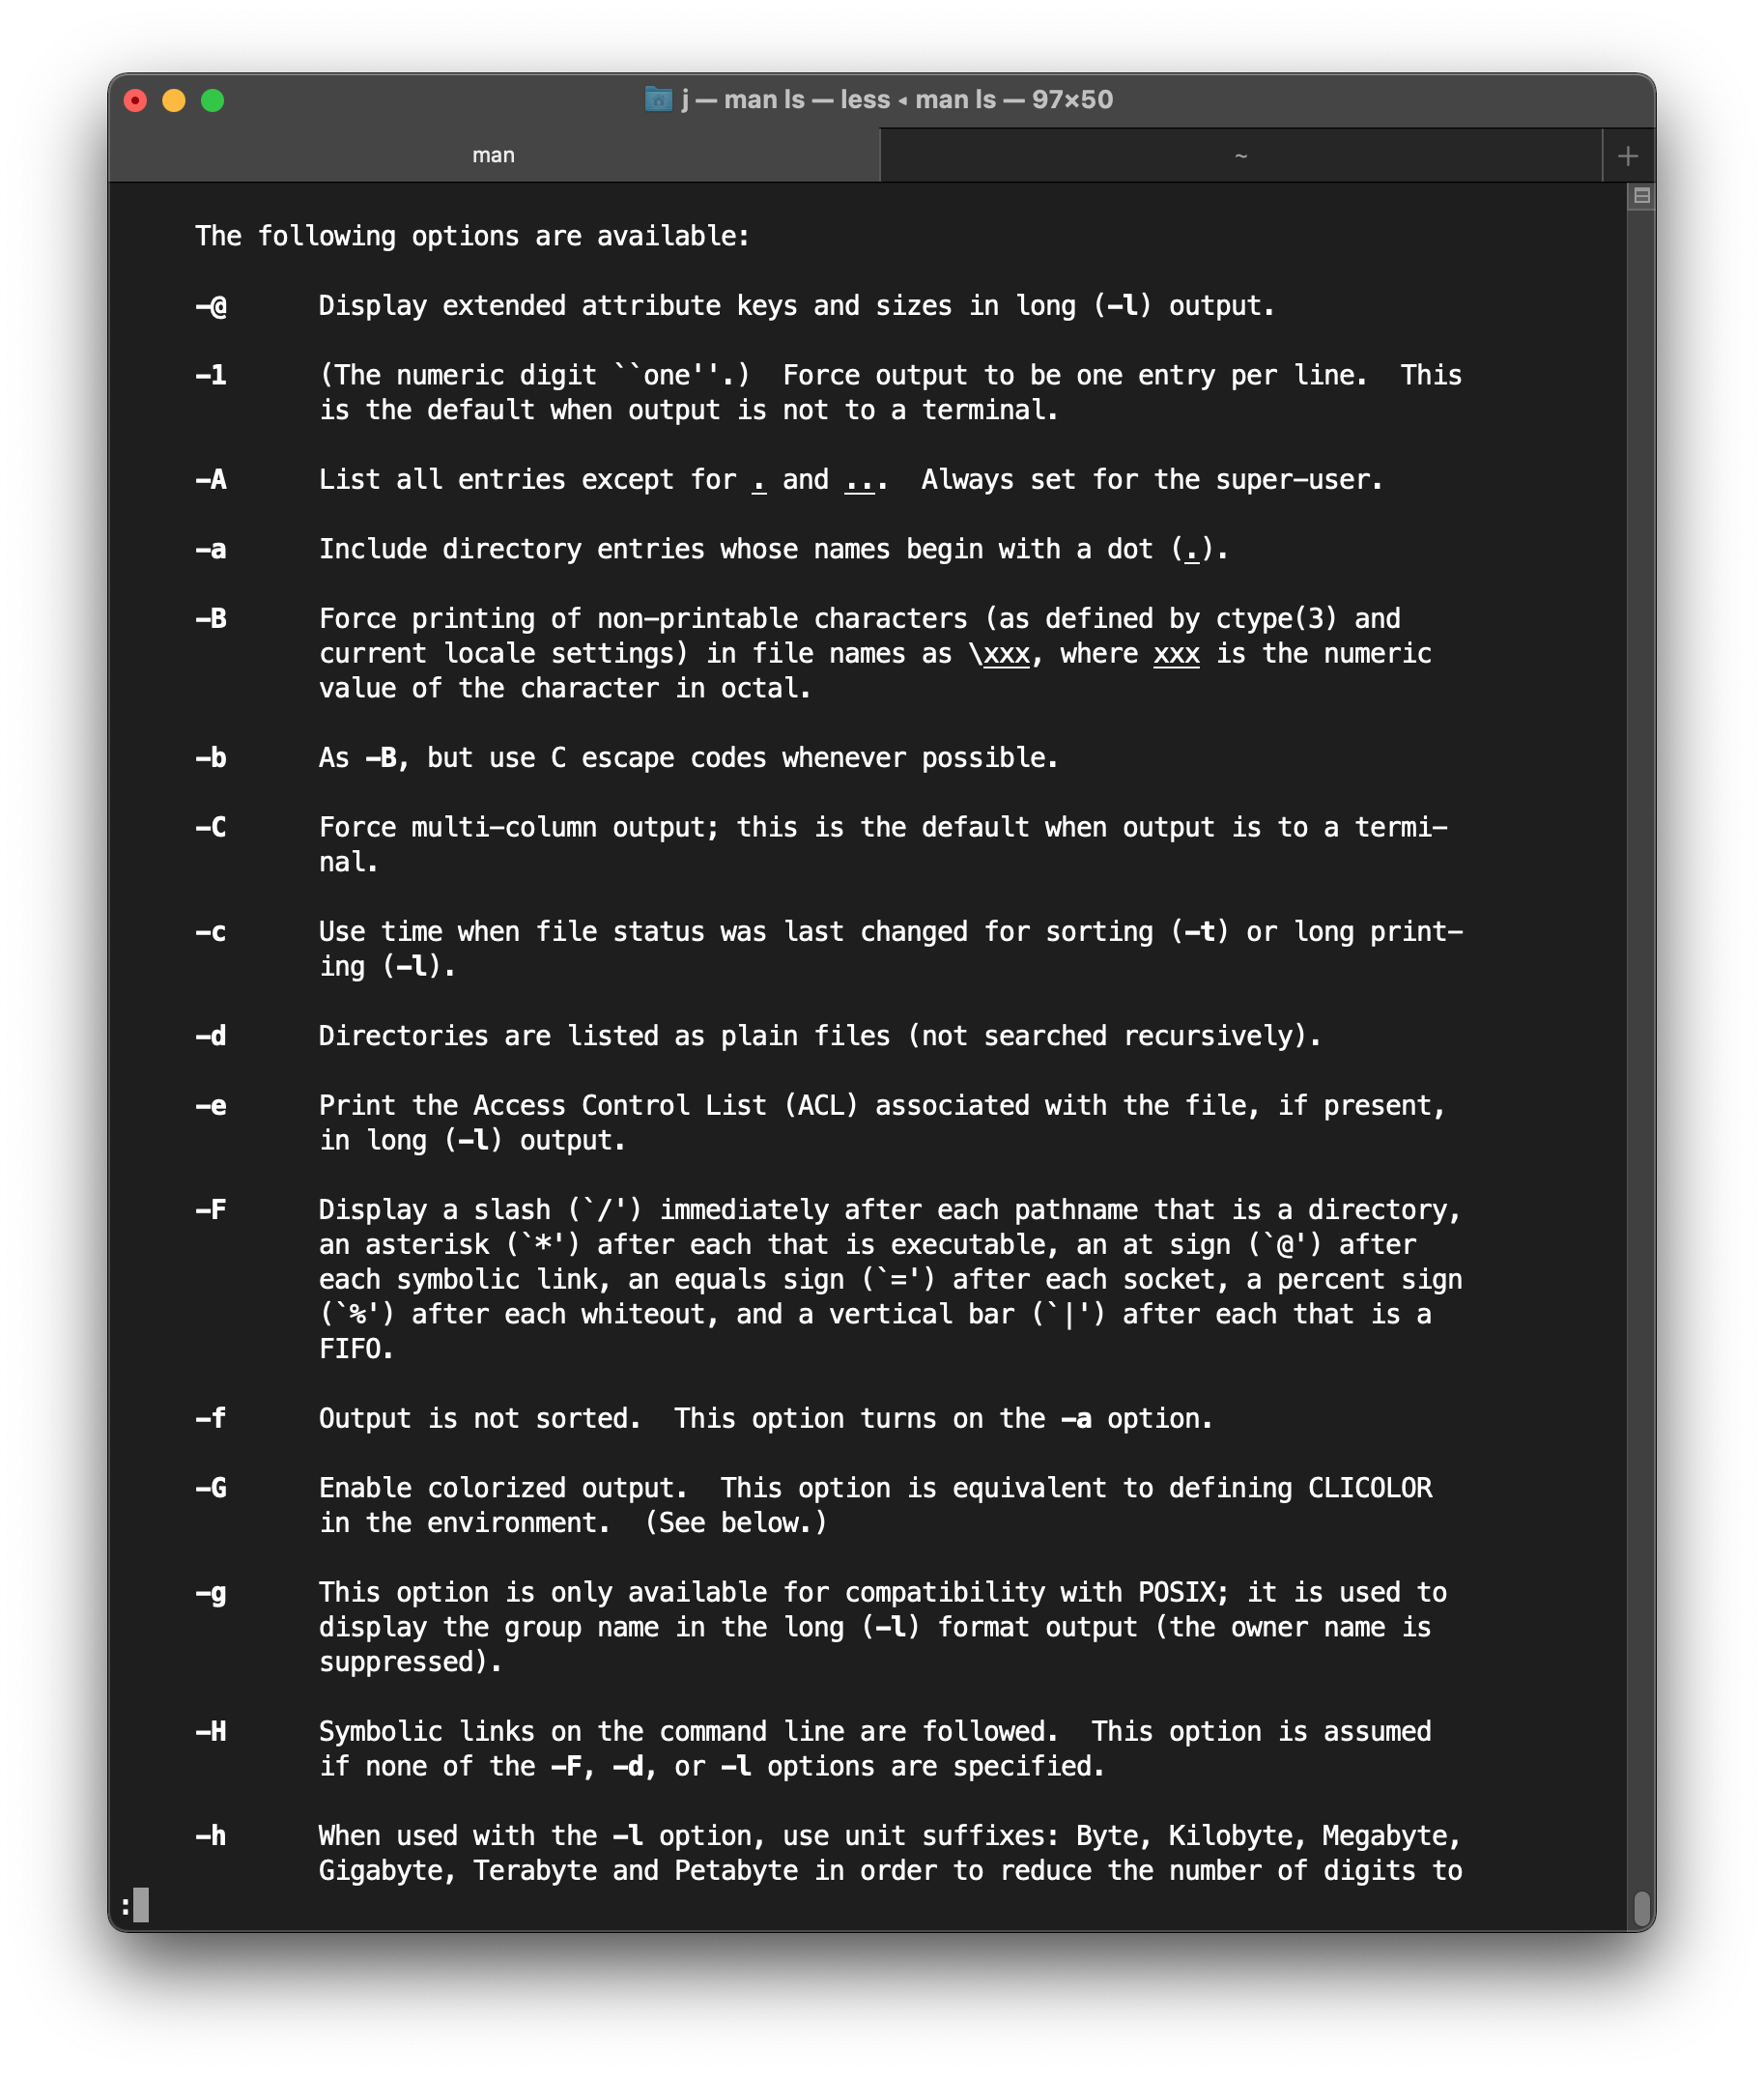 j — man ls — less ◂ man ls — 97×50
man ~ +
The following options are available:
-@ Display extended attribute keys and sizes in long (-l) output.
-1 (The numeric digit ``one''.)  Force output to be one entry per line.  This
is the default when output is not to a terminal.
-A List all entries except for . and ...  Always set for the super-user.
-a Include directory entries whose names begin with a dot (.).
-B Force printing of non-printable characters (as defined by ctype(3) and
current locale settings) in file names as \xxx, where xxx is the numeric
value of the character in octal.
-b As -B, but use C escape codes whenever possible.
-C Force multi-column output; this is the default when output is to a termi-
nal.
-c Use time when file status was last changed for sorting (-t) or long print-
ing (-l).
-d Directories are listed as plain files (not searched recursively).
-e Print the Access Control List (ACL) associated with the file, if present,
in long (-l) output.
-F Display a slash (`/') immediately after each pathname that is a directory,
an asterisk (`*') after each that is executable, an at sign (`@') after
each symbolic link, an equals sign (`=') after each socket, a percent sign
(`%') after each whiteout, and a vertical bar (`|') after each that is a
FIFO.
-f Output is not sorted.  This option turns on the -a option.
-G Enable colorized output.  This option is equivalent to defining CLICOLOR
in the environment.  (See below.)
-g This option is only available for compatibility with POSIX; it is used to
display the group name in the long (-l) format output (the owner name is
suppressed).
-H Symbolic links on the command line are followed.  This option is assumed
if none of the -F, -d, or -l options are specified.
-h When used with the -l option, use unit suffixes: Byte, Kilobyte, Megabyte,
Gigabyte, Terabyte and Petabyte in order to reduce the number of digits to
: